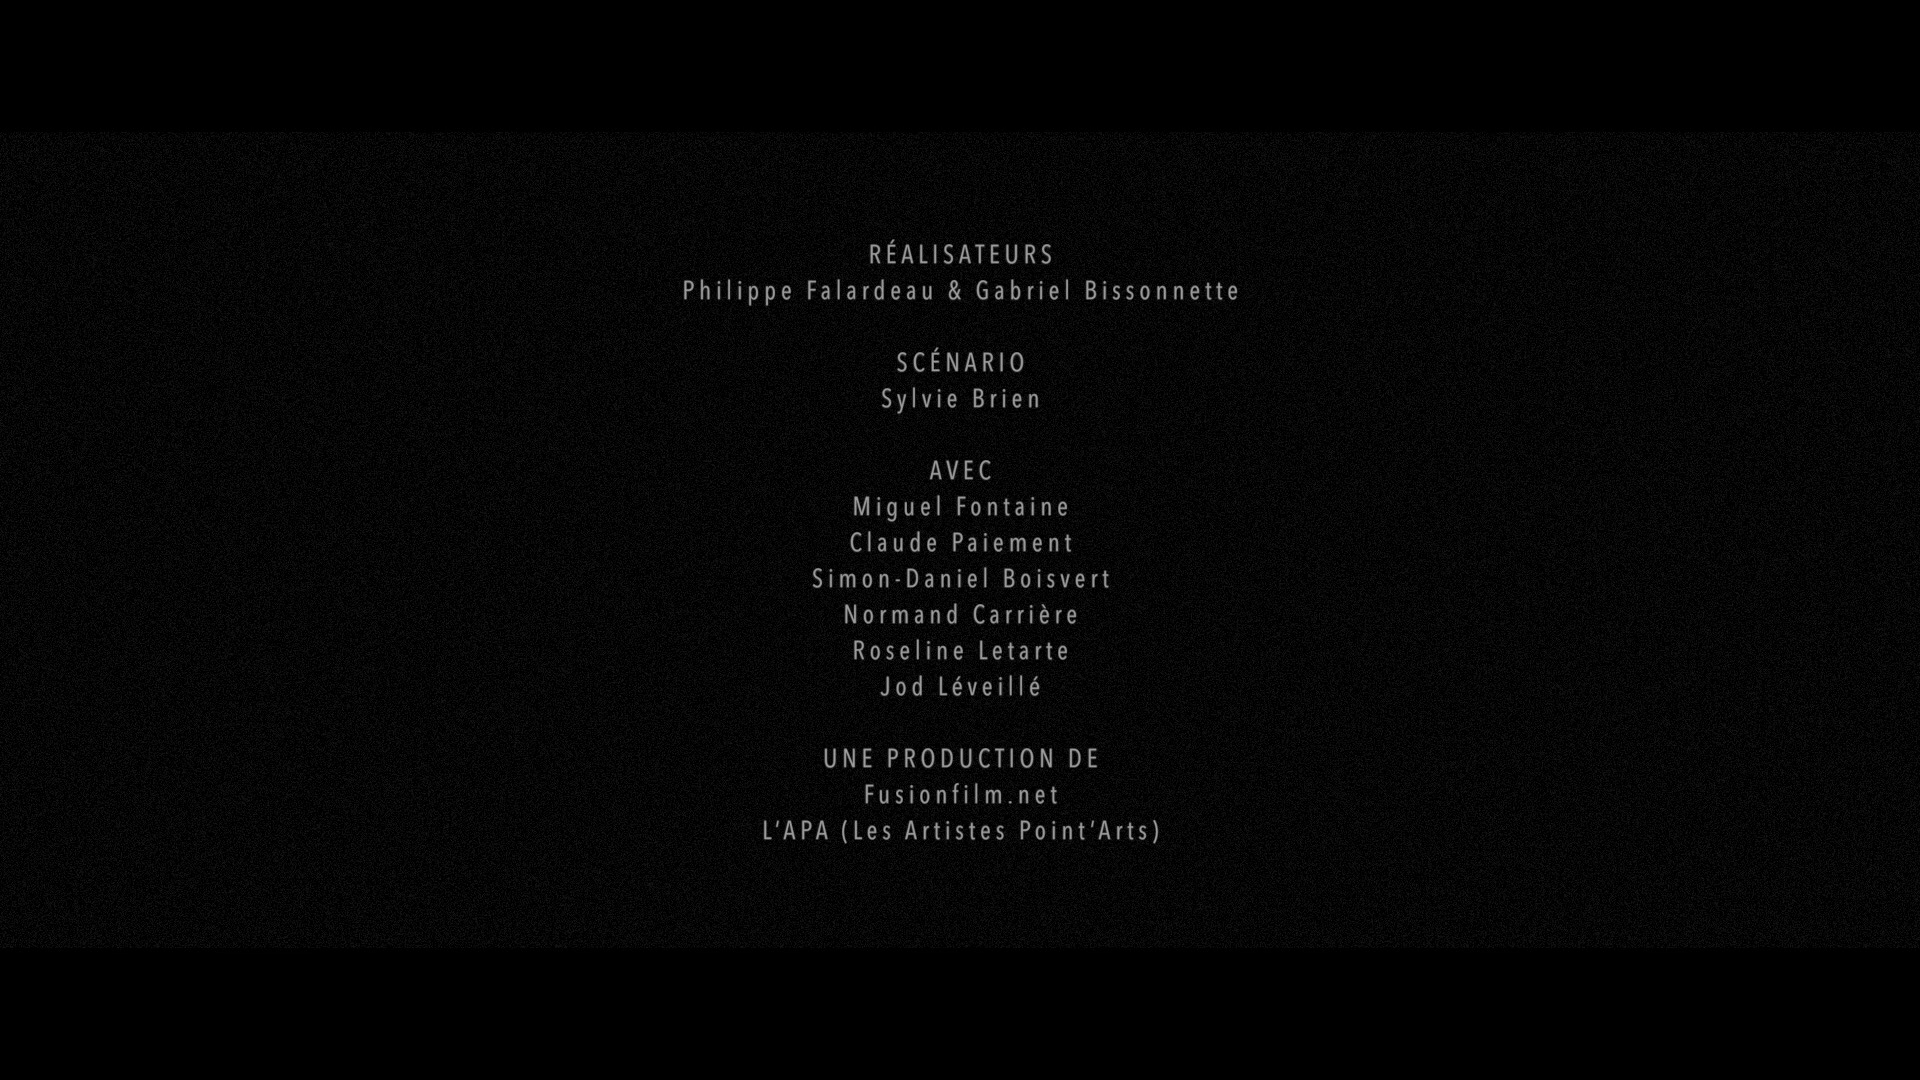 RÉALISATEURS
Philippe Falardeau & Gabriel Bissonnette
SCÉNARIO
Sylvie Brien
AVEC
Miguel Fontaine
Claude Paiement
Simon-Daniel Boisvert
Normand Carrière
Roseline Letarte
Jod Léveillé
UNE PRODUCTION DE
Fusionfilm.net
L'APA (Les Artistes Point'Arts)